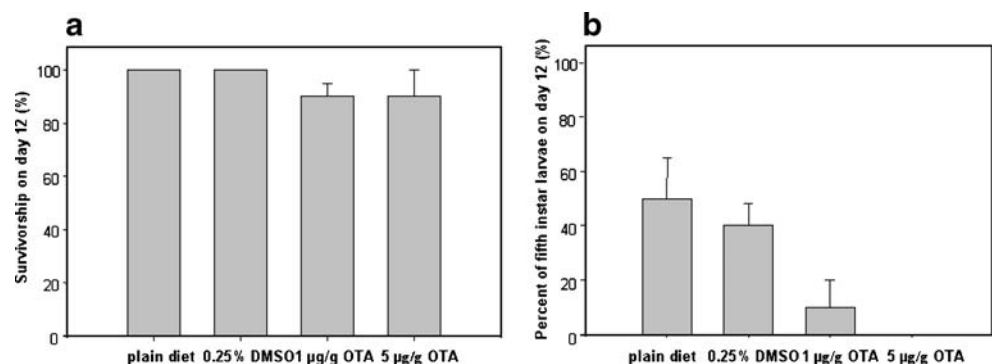 a
Survivorship on day 12 (%)
100
80
60
40
20
0
plain diet 0.25% DMSO 1 µg/g OTA 5 µg/g OTA
b
Percent of fifth instar larvae on day 12 (%)
100
80
60
40
20
0
plain diet 0.25% DMSO 1 µg/g OTA 5 µg/g OTA